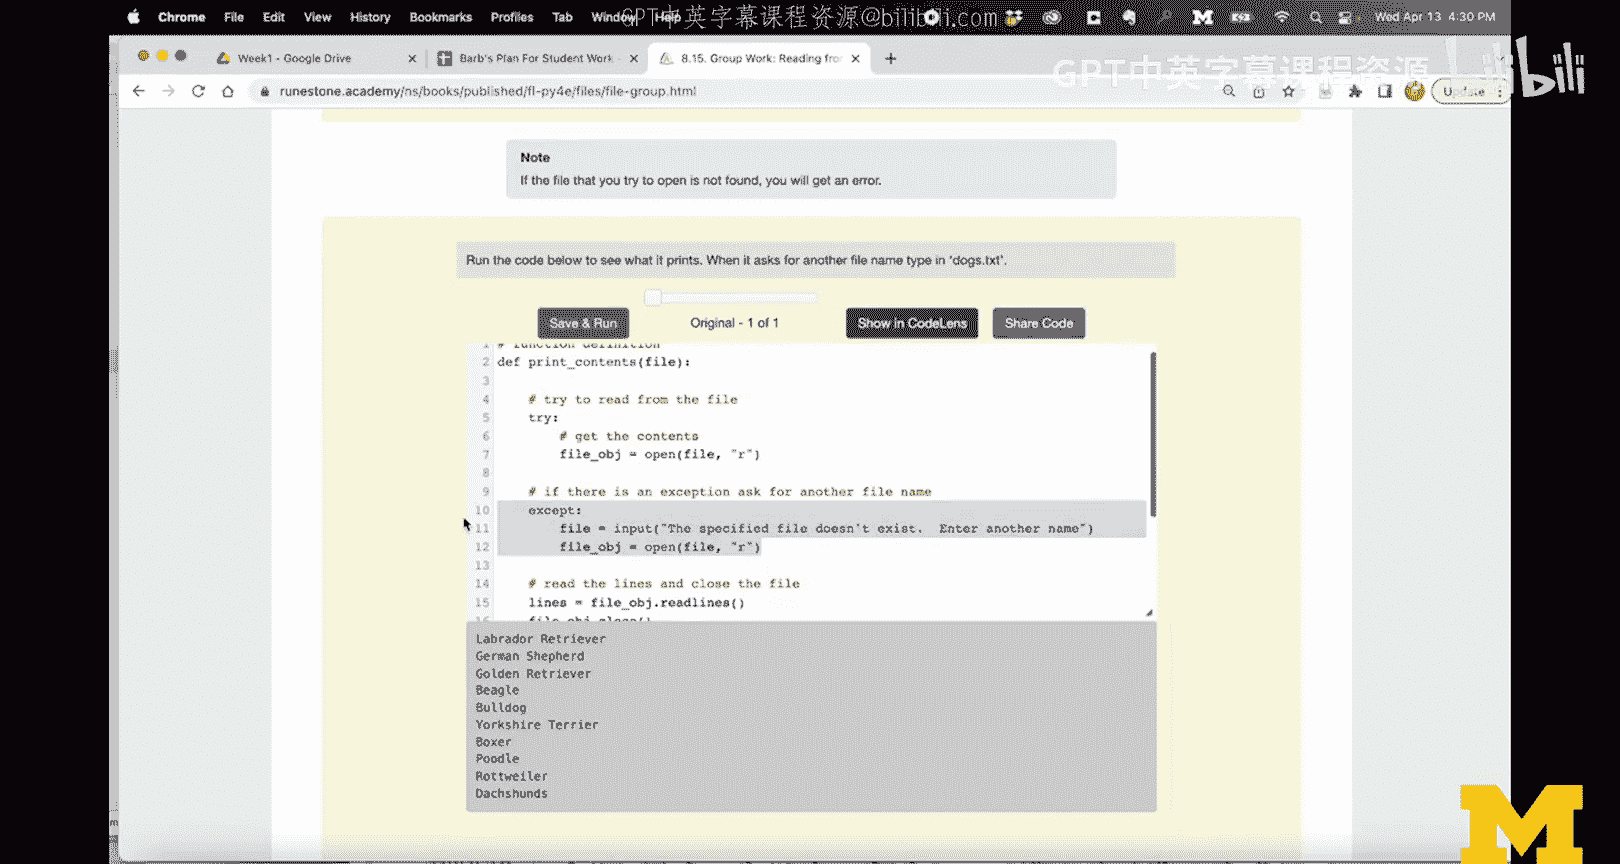 Chrome File Edit View History Bookmarks Profiles Tab Window Help Wed Apr 13 4:30 PM
GPT中英字幕课程资源@bilibili.com
Week1 - Google Drive
Barb's Plan For Student Work
8.15. Group Work: Reading from
GPT中英字幕课程资源 bilibili
runestone.academy/ns/books/published/fl-py4e/files/file-group.html
Update
Note
If the file that you try to open is not found, you will get an error.
Run the code below to see what it prints. When it asks for another file name type in 'dogs.txt'.
Save & Run
Original - 1 of 1
Show in CodeLens
Share Code
1 # function definition
2 def print_contents(file):
3
4 # try to read from the file
5 try:
6 # get the contents
7 file_obj = open(file, "r")
8
9 # if there is an exception ask for another file name
10 except:
11 file = input("The specified file doesn't exist.  Enter another name")
12 file_obj = open(file, "r")
13
14 # read the lines and close the file
15 lines = file_obj.readlines()
16 file_obj.close()
Labrador Retriever
German Shepherd
Golden Retriever
Beagle
Bulldog
Yorkshire Terrier
Boxer
Poodle
Rottweiler
Dachshunds
M